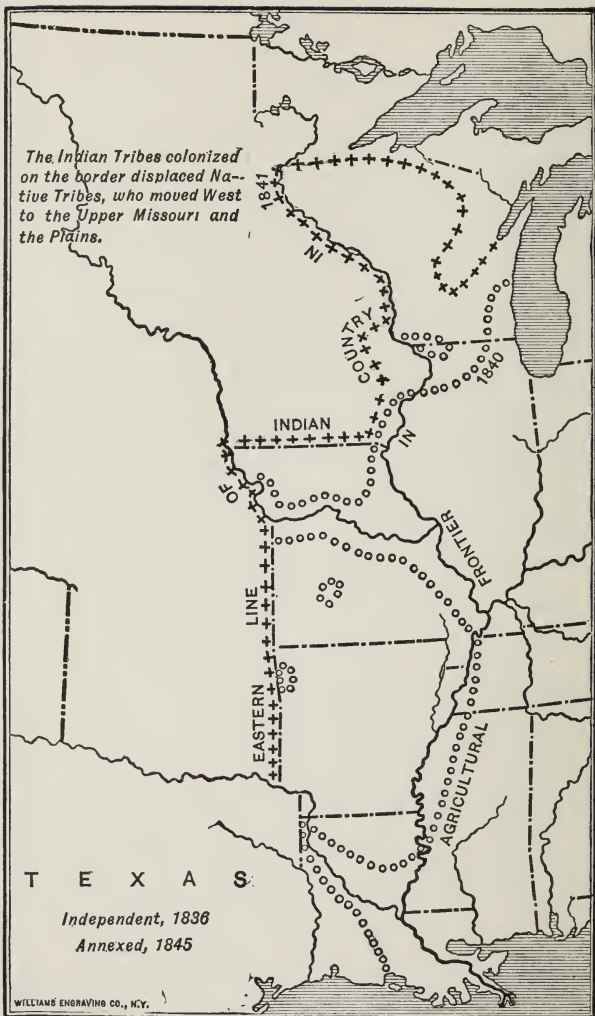 The Indian Tribes colonized
on the border displaced Na-
tive Tribes, who moved West
to the Upper Missouri and
the Plains.
EASTERN LINE OF INDIAN COUNTRY IN 1841
AGRICULTURAL FRONTIER IN 1840
TEXAS
Independent, 1836
Annexed, 1845
WILLIAMS ENGRAVING CO., N.Y.